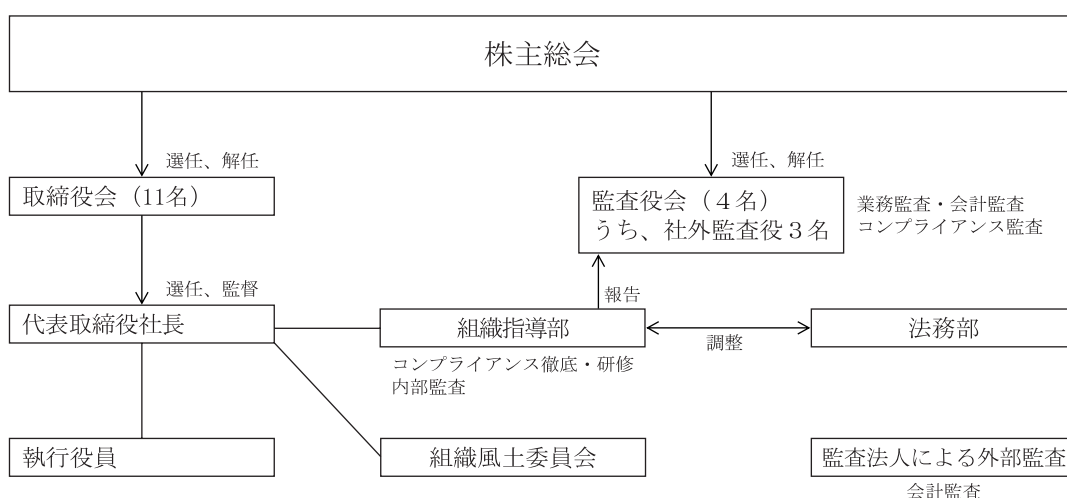 株主総会
選任、解任
選任、解任
取締役会（11名）
監査役会（４名）
うち、社外監査役３名
業務監査・会計監査
コンプライアンス監査
選任、監督
報告
代表取締役社長
組織指導部
調整
法務部
コンプライアンス徹底・研修
内部監査
執行役員
組織風土委員会
監査法人による外部監査
会計監査